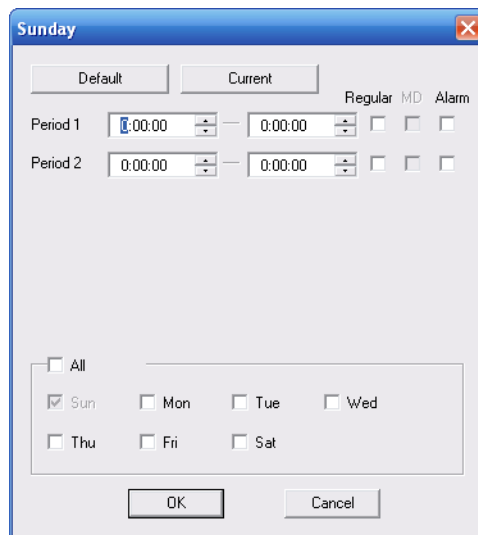 Sunday
Default Current
Regular MD Alarm
Period 1 0:00:00 — 0:00:00
Period 2 0:00:00 — 0:00:00
All
Sun Mon Tue Wed
Thu Fri Sat
OK Cancel